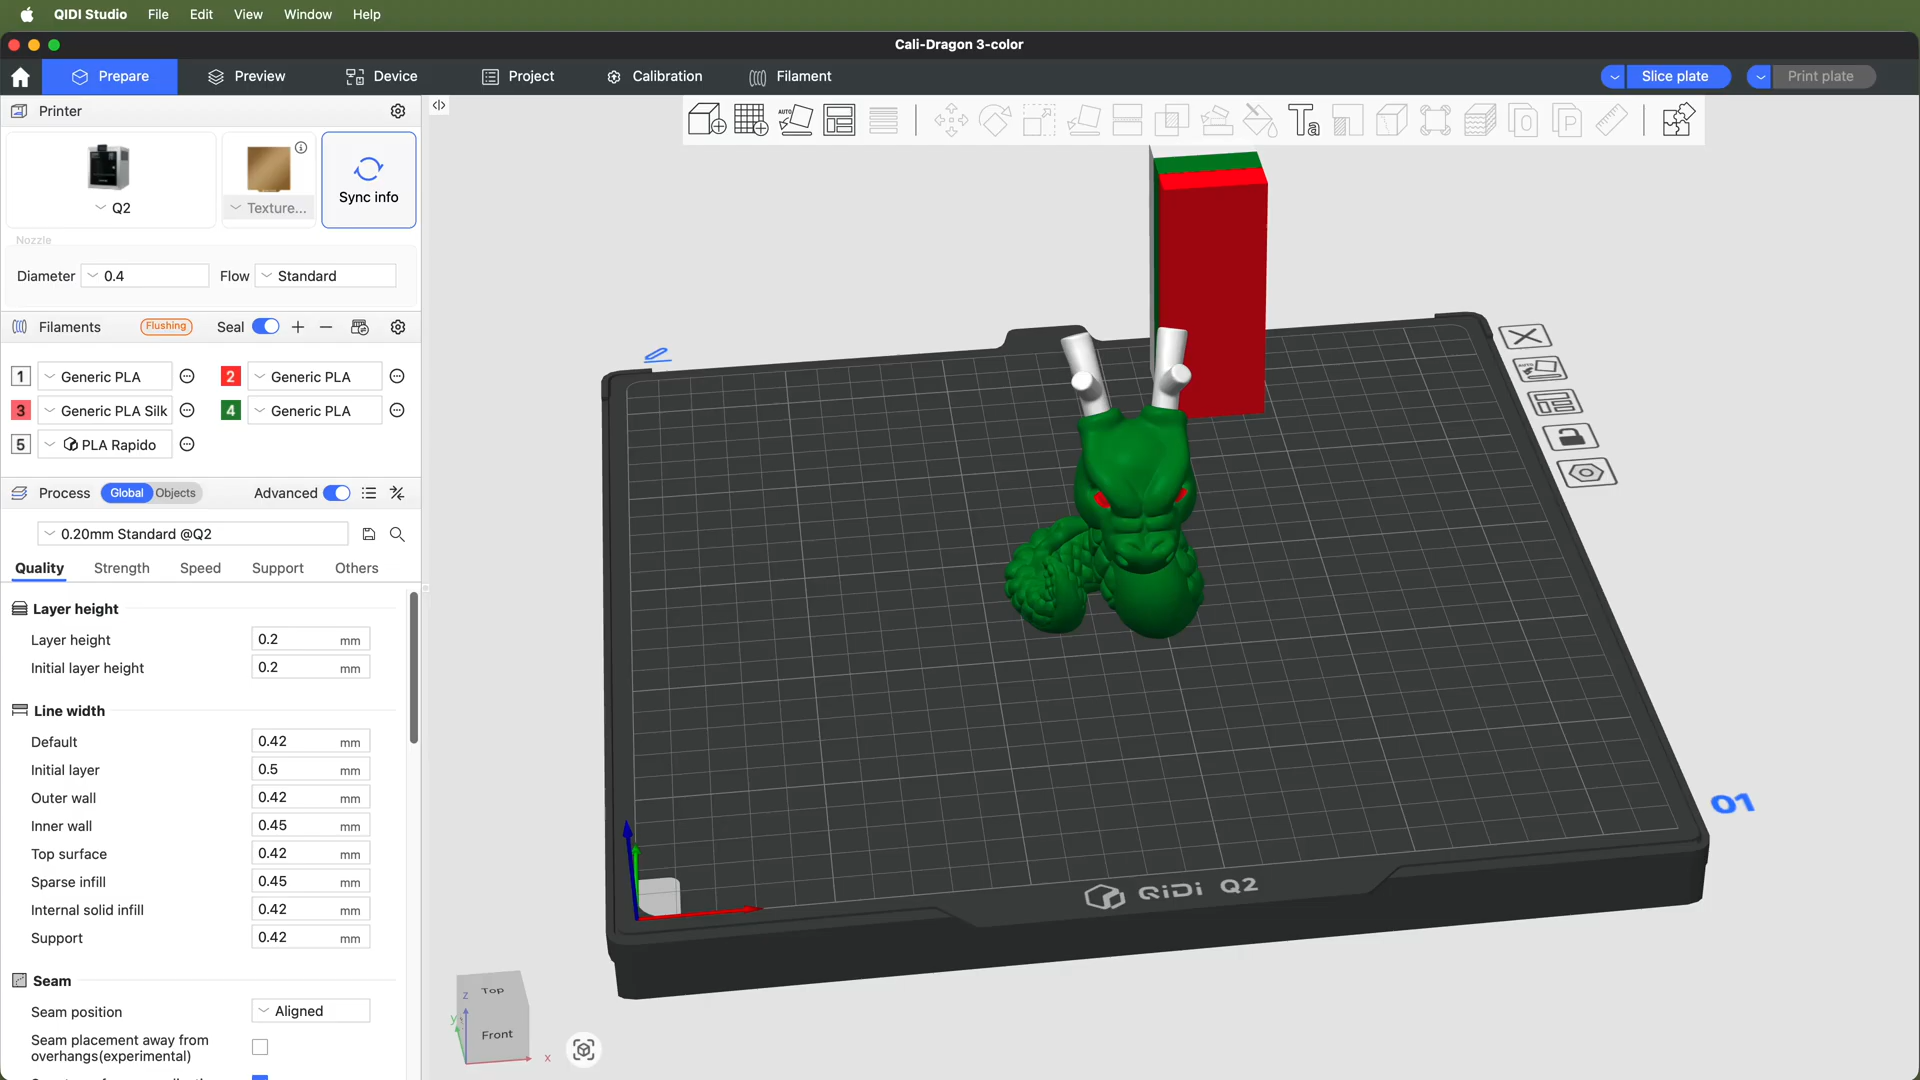 QIDI Studio File Edit View Window Help
Cali-Dragon 3-color
Prepare Preview Device Project Calibration Filament Slice plate Print plate
Printer
Q2 Texture... Sync info
Nozzle
Diameter 0.4 Flow Standard
Filaments Flushing Seal
1 Generic PLA 2 Generic PLA
3 Generic PLA Silk 4 Generic PLA
5 PLA Rapido
Process Global Objects Advanced
0.20mm Standard @Q2
Quality Strength Speed Support Others
Layer height
Layer height 0.2 mm
Initial layer height 0.2 mm
Line width
Default 0.42 mm
Initial layer 0.5 mm
Outer wall 0.42 mm
Inner wall 0.45 mm
Top surface 0.42 mm
Sparse infill 0.45 mm
Internal solid infill 0.42 mm
Support 0.42 mm
Seam
Seam position Aligned
Seam placement away from
overhangs(experimental)
AUTO
Ta
O
P
AUTO
01
QIDI Q2
Top
Front
z
y
x